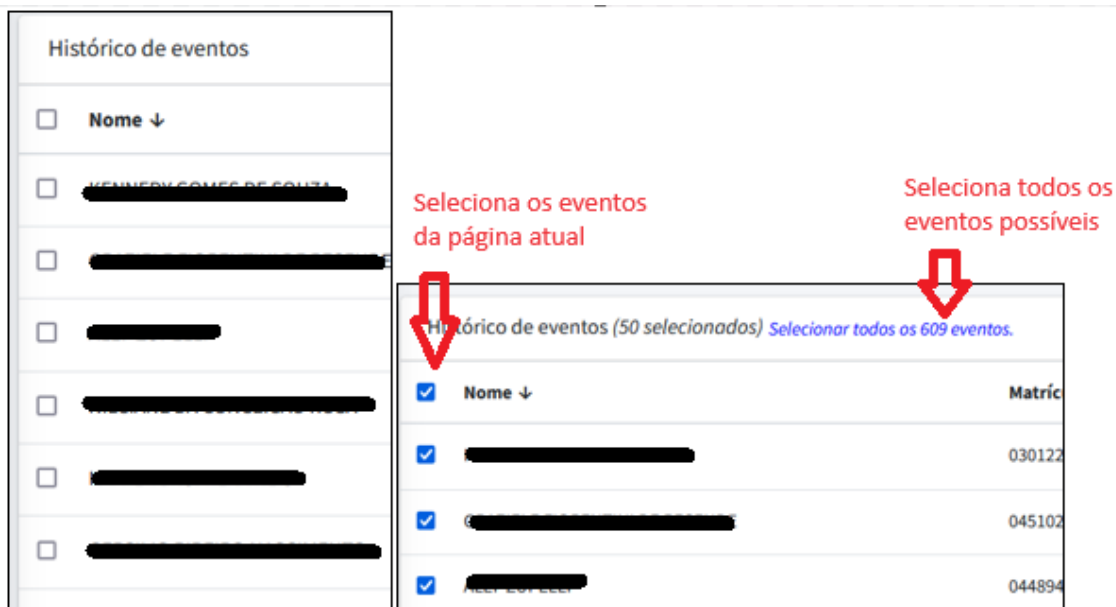 Histórico de eventos
Nome ↓
Seleciona os eventos
da página atual
Seleciona todos os
eventos possíveis
Histórico de eventos (50 selecionados) Selecionar todos os 609 eventos.
Nome ↓ Matríc
030122
045102
044894